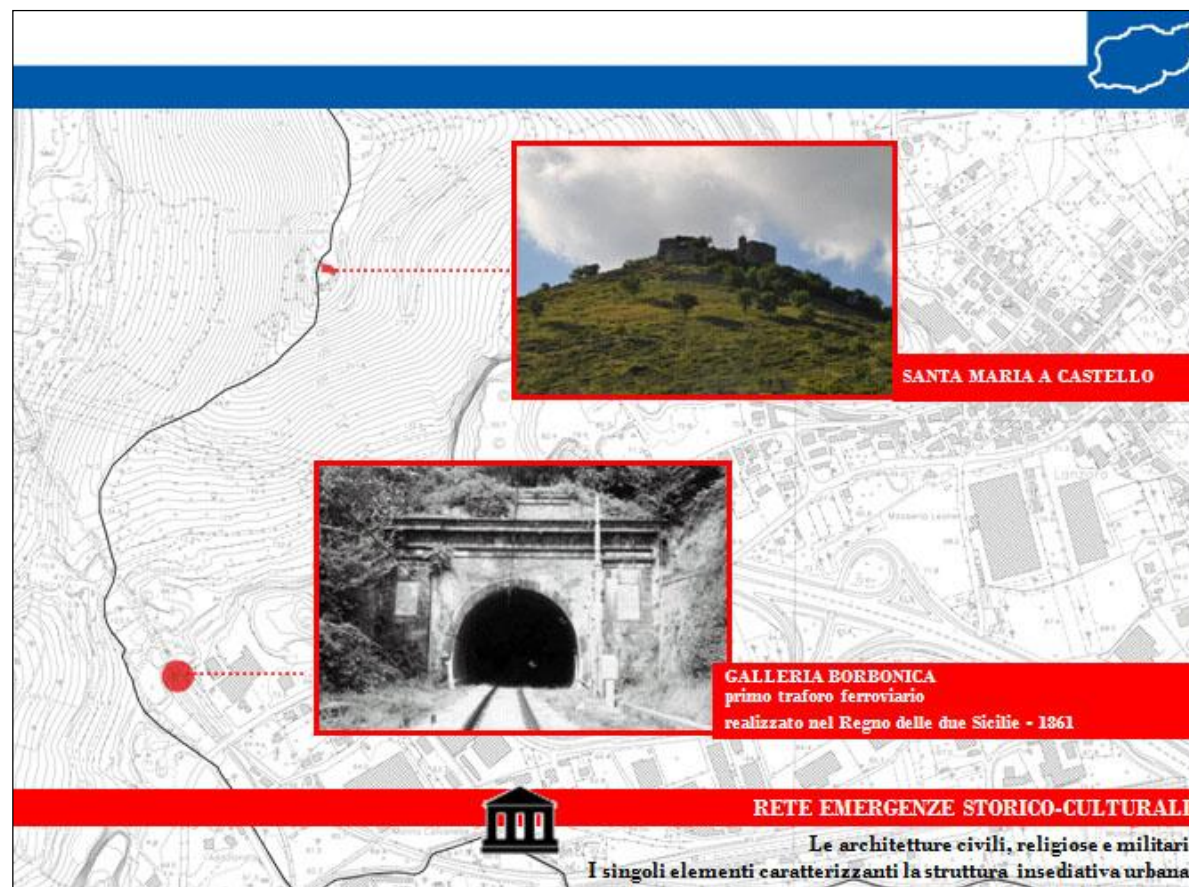 SANTA MARIA A CASTELLO
GALLERIA BORBONICA
primo traforo ferroviario
realizzato nel Regno delle due Sicilie - 1861
RETE EMERGENZE STORICO-CULTURALI
Le architetture civili, religiose e militari
I singoli elementi caratterizzanti la struttura insediativa urbana